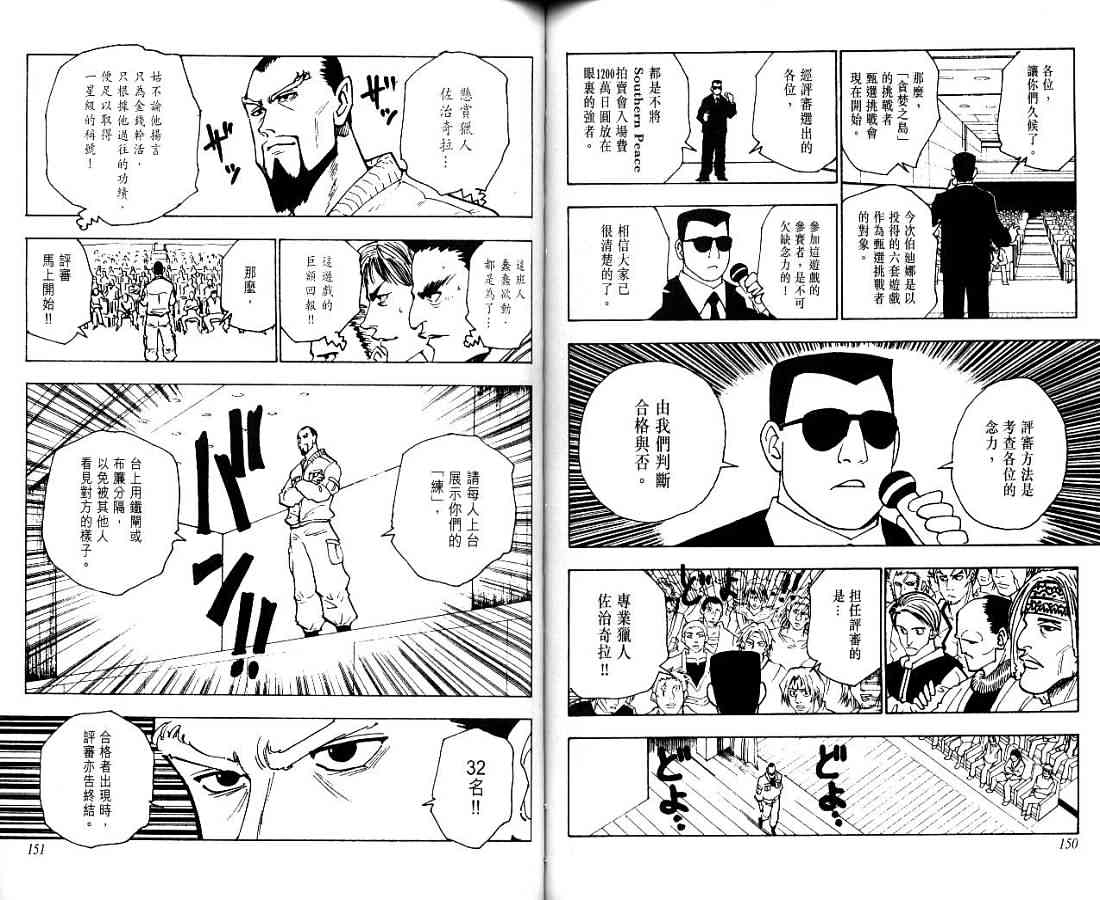 各位，
讓你們久候了。
那麼，
「貪婪之島」
的挑戰者
甄選挑戰會
現在開始。
今次伯迪娜是以
投得的六套遊戲
作為甄選挑戰者
的對象。
經評審選出的
各位，
都是不將
Southern Peace
拍賣會入場費
1200萬日圓放在
眼裏的強者。
參加這遊戲的
參賽者，是不可
欠缺念力的！
相信大家己
很清楚的了。
評審方法是
考查各位的
念力，
由我們判斷
合格與否。
担任評審的
是…
專業獵人
佐治奇拉!!
どよ
どよ
どよ
150
懸賞獵人
佐治奇拉…
姑不論他揚言
只為金錢幹活，
只根據他過往的功績，
便足以取得
一星級的稱號！
這班人
蠢蠢欲動，
都是為了…
這遊戲的
巨額回報!!
那麼，
評審
馬上開始!!
請每人上台
展示你們的
「練」，
台上用鐵閘或
布簾分隔，
以免被其他人
看見對方的樣子。
32
名!!
合格者出現時，
評審亦告終結。
151